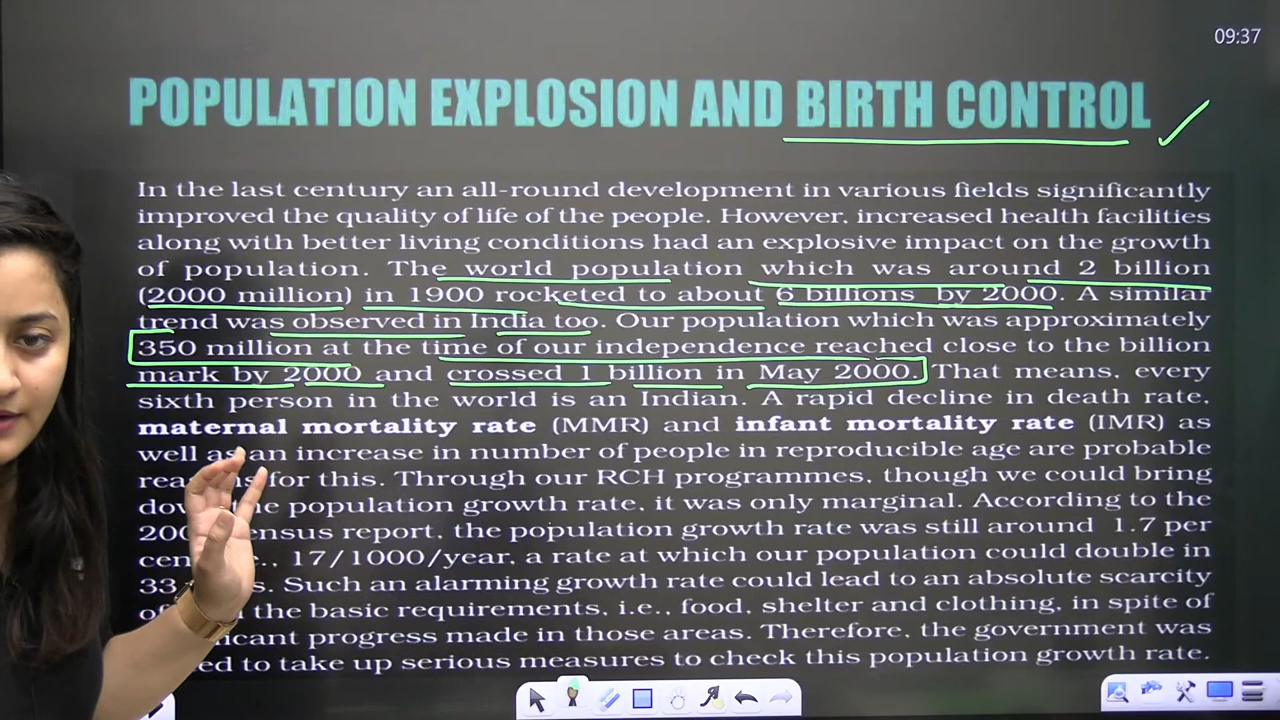 09:37
POPULATION EXPLOSION AND BIRTH CONTROL
In the last century an all-round development in various fields significantly
improved the quality of life of the people. However, increased health facilities
along with better living conditions had an explosive impact on the growth
of population. The world population which was around 2 billion
(2000 million) in 1900 rocketed to about 6 billions by 2000. A similar
trend was observed in India too. Our population which was approximately
350 million at the time of our independence reached close to the billion
mark by 2000 and crossed 1 billion in May 2000. That means, every
sixth person in the world is an Indian. A rapid decline in death rate,
maternal mortality rate (MMR) and infant mortality rate (IMR) as
well as an increase in number of people in reproducible age are probable
for this. Through our RCH programmes, though we could bring
population growth rate, it was only marginal. According to the
report, the population growth rate was still around 1.7 per
17/1000/year, a rate at which our population could double in
33 Such an alarming growth rate could lead to an absolute scarcity
the basic requirements, i.e., food, shelter and clothing, in spite of
progress made in those areas. Therefore, the government was
to take up serious measures to check this population growth rate.